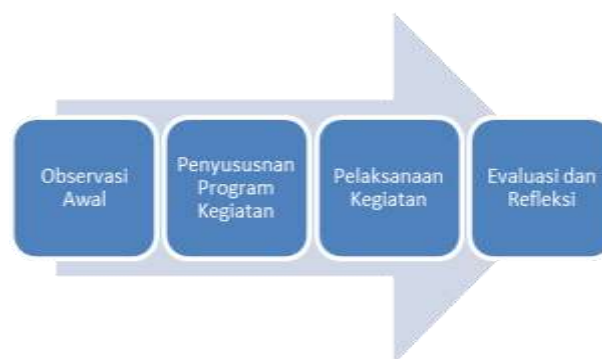 Observasi
Awal
Penyususnan
Program
Kegiatan
Pelaksanaan
Kegiatan
Evaluasi dan
Refleksi